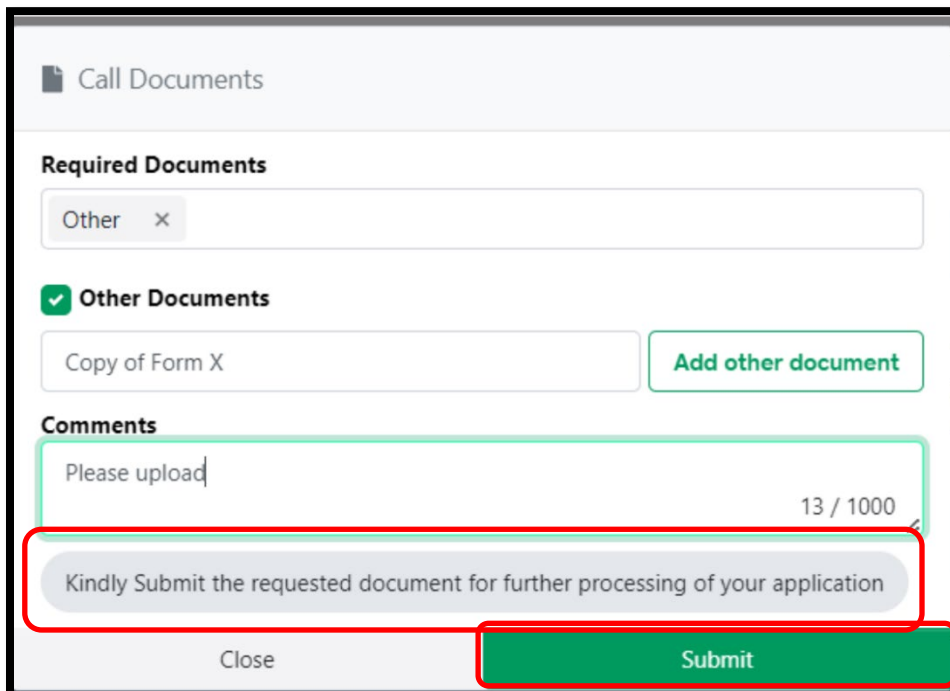 Call Documents
Required Documents
Other ×
Other Documents
Copy of Form X
Add other document
Comments
Please upload
13 / 1000
Kindly Submit the requested document for further processing of your application
Close
Submit